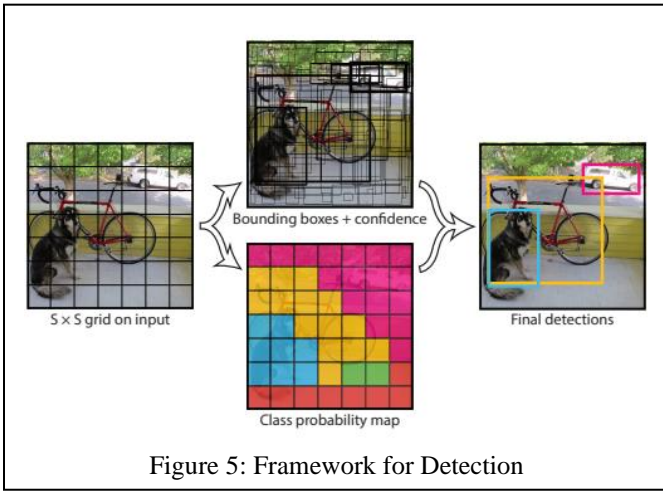 Bounding boxes + confidence
S × S grid on input
Final detections
Class probability map
Figure 5: Framework for Detection